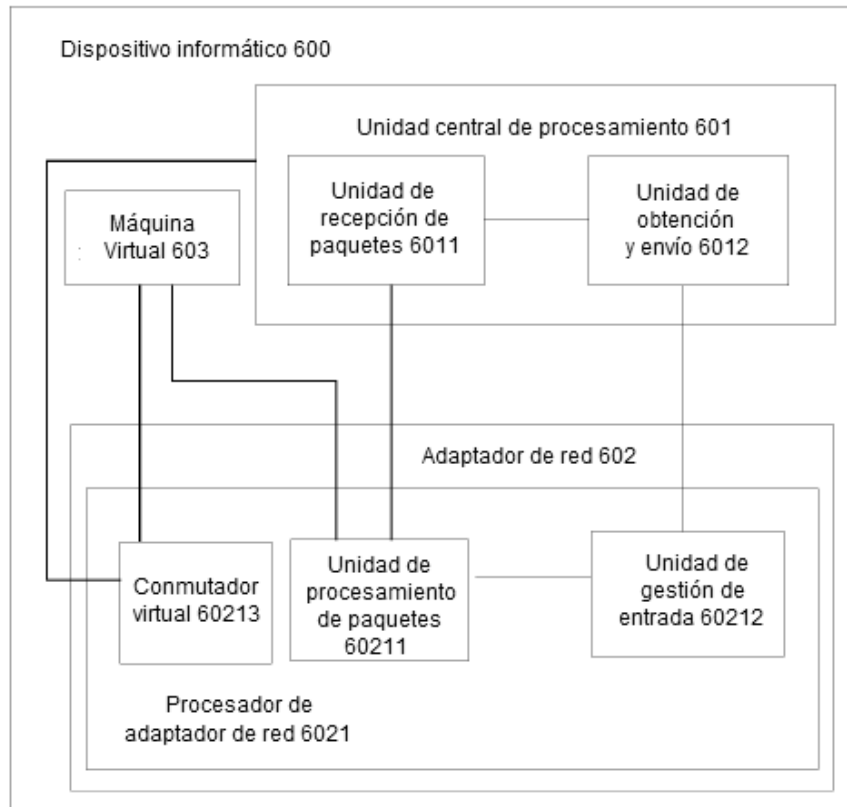 Dispositivo informático 600
Unidad central de procesamiento 601
Unidad de
recepción de
paquetes 6011
Unidad de
obtención
y envío 6012
Máquina
Virtual 603
Adaptador de red 602
Conmutador
virtual 60213
Unidad de
procesamiento
de paquetes
60211
Unidad de
gestión de
entrada 60212
Procesador de
adaptador de red 6021